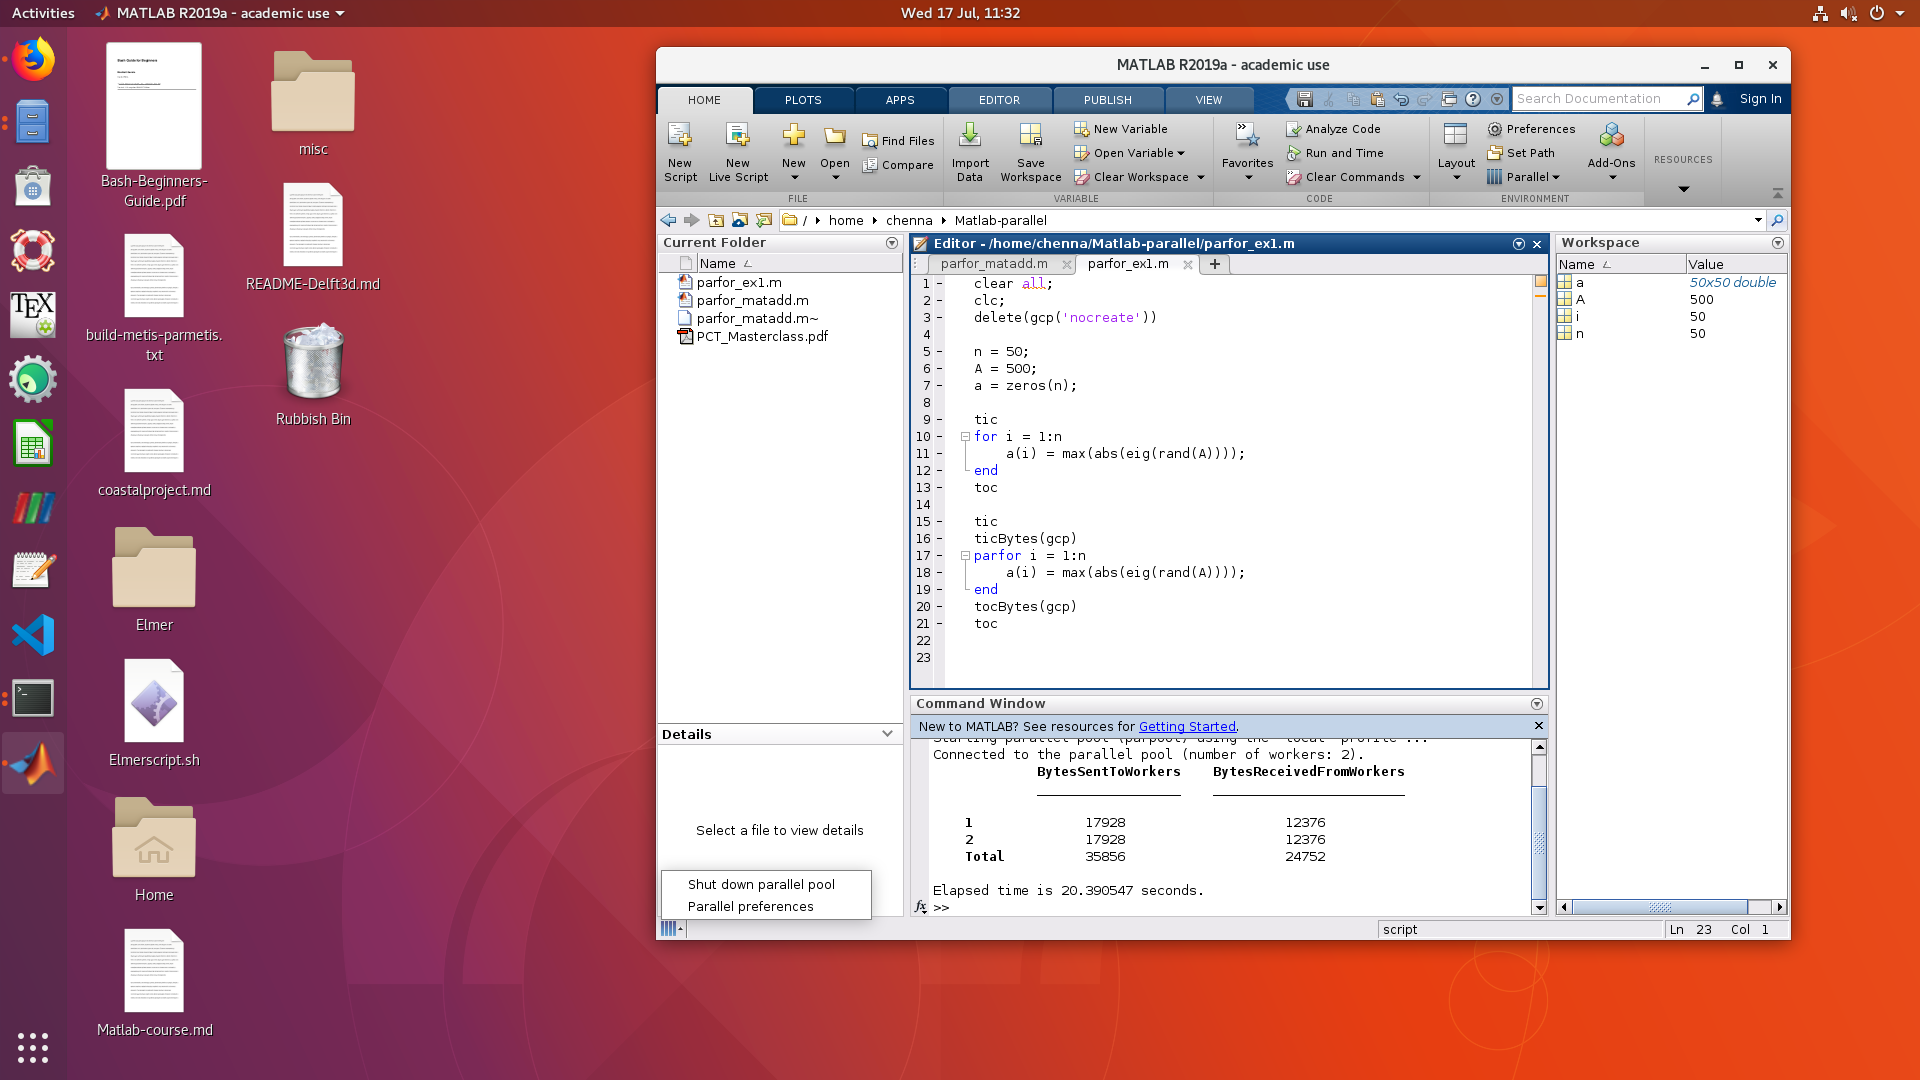 Activities
MATLAB R2019a - academic use
Wed 17 Jul, 11:32
Bash-Beginners-
Guide.pdf
misc
README-Delft3d.md
build-metis-parmetis.
txt
Rubbish Bin
coastalproject.md
Elmer
Elmerscript.sh
Home
Matlab-course.md
TEX
MATLAB R2019a - academic use
HOME
PLOTS
APPS
EDITOR
PUBLISH
VIEW
Search Documentation
Sign In
New
Script
New
Live Script
New
Open
Find Files
Compare
Import
Data
Save
Workspace
New Variable
Open Variable
Clear Workspace
Favorites
Analyze Code
Run and Time
Clear Commands
Layout
Preferences
Set Path
Parallel
Add-Ons
RESOURCES
FILE
VARIABLE
CODE
ENVIRONMENT
/ home chenna Matlab-parallel
Current Folder
Name
parfor_ex1.m
parfor_matadd.m
parfor_matadd.m~
PCT_Masterclass.pdf
Details
Select a file to view details
Shut down parallel pool
Parallel preferences
Editor - /home/chenna/Matlab-parallel/parfor_ex1.m
parfor_matadd.m
parfor_ex1.m
+
1 - clear all;
2 - clc;
3 - delete(gcp('nocreate'))
4
5 - n = 50;
6 - A = 500;
7 - a = zeros(n);
8
9 - tic
10 - for i = 1:n
11 - a(i) = max(abs(eig(rand(A))));
12 - end
13 - toc
14
15 - tic
16 - ticBytes(gcp)
17 - parfor i = 1:n
18 - a(i) = max(abs(eig(rand(A))));
19 - end
20 - tocBytes(gcp)
21 - toc
22
23
Command Window
New to MATLAB? See resources for Getting Started.
Starting parallel pool (parpool) using the 'local' profile ...
Connected to the parallel pool (number of workers: 2).
BytesSentToWorkers BytesReceivedFromWorkers
1 17928 12376
2 17928 12376
Total 35856 24752
Elapsed time is 20.390547 seconds.
fx >>
Workspace
Name Value
a 50x50 double
A 500
i 50
n 50
script
Ln 23 Col 1